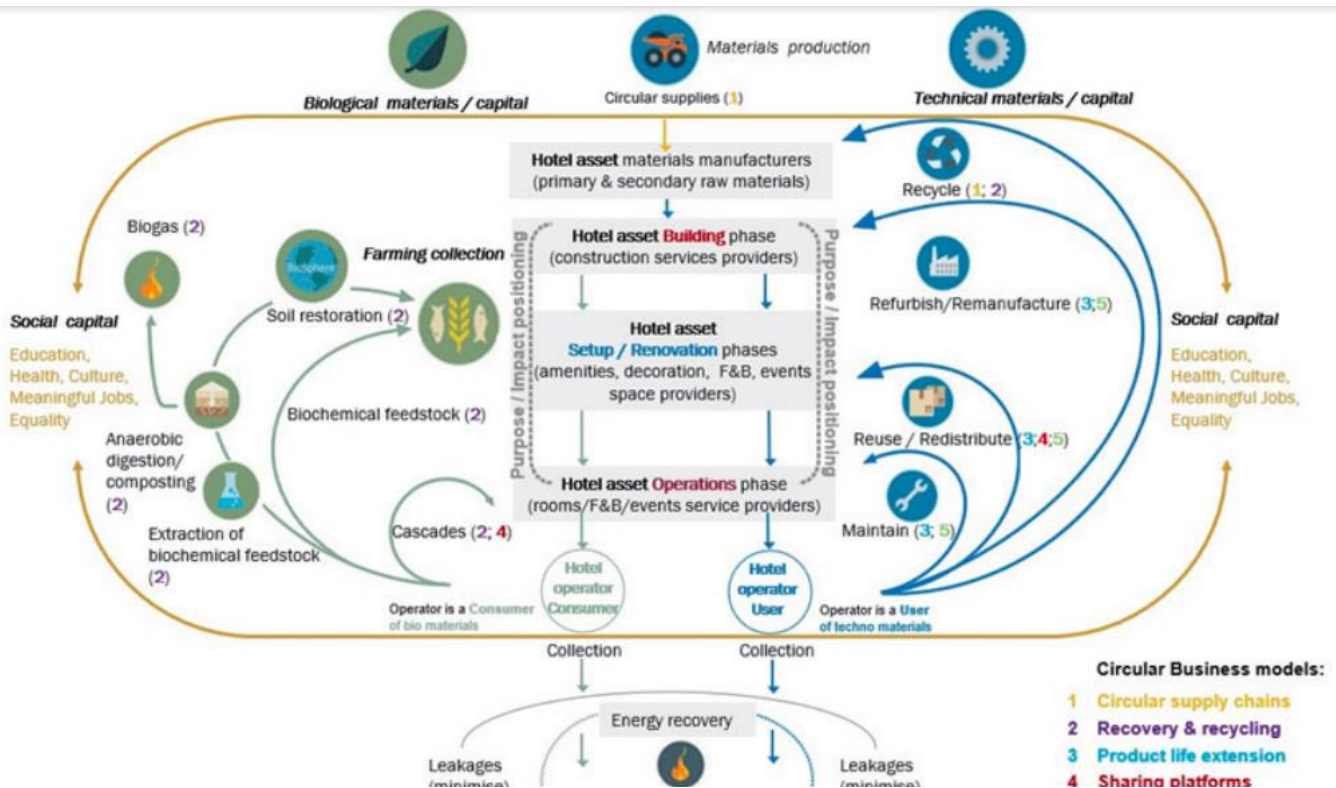 Materials production
Biological materials / capital
Circular supplies (1)
Technical materials / capital
Hotel asset materials manufacturers
(primary & secondary raw materials)
Recycle (1; 2)
Biogas (2)
Biosphere
Farming collection
Soil restoration (2)
Purpose / Impact positioning
Hotel asset Building phase
(construction services providers)
Purpose / Impact positioning
Refurbish/Remanufacture (3;5)
Social capital
Education,
Health, Culture,
Meaningful Jobs,
Equality
Hotel asset
Setup / Renovation phases
(amenities, decoration, F&B, events
space providers)
Social capital
Education,
Health, Culture,
Meaningful Jobs,
Equality
Biochemical feedstock (2)
Reuse / Redistribute (3;4;5)
Anaerobic
digestion/
composting
(2)
Hotel asset Operations phase
(rooms/F&B/events service providers)
Extraction of
biochemical feedstock
(2)
Cascades (2; 4)
Maintain (3; 5)
Operator is a Consumer
of bio materials
Hotel
operator
Consumer
Hotel
operator
User
Operator is a User
of techno materials
Collection
Collection
Energy recovery
Leakages
(minimise)
Leakages
(minimise)
Circular Business models:
1 Circular supply chains
2 Recovery & recycling
3 Product life extension
4 Sharing platforms